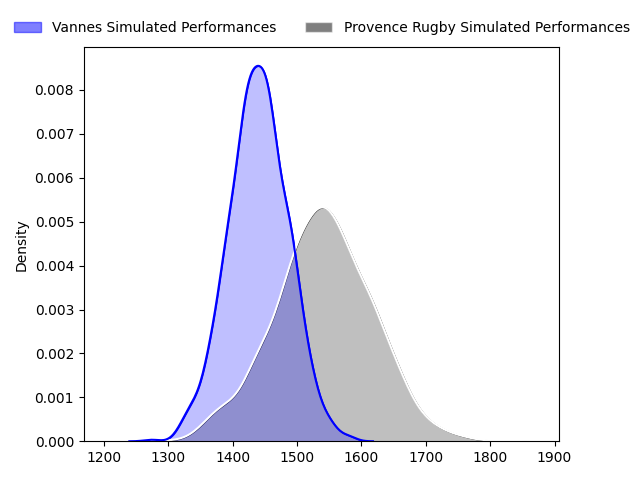 Vannes Simulated Performances
Provence Rugby Simulated Performances
Density
0.008
0.007
0.006
0.005
0.004
0.003
0.002
0.001
0.000
1200 1300 1400 1500 1600 1700 1800 1900